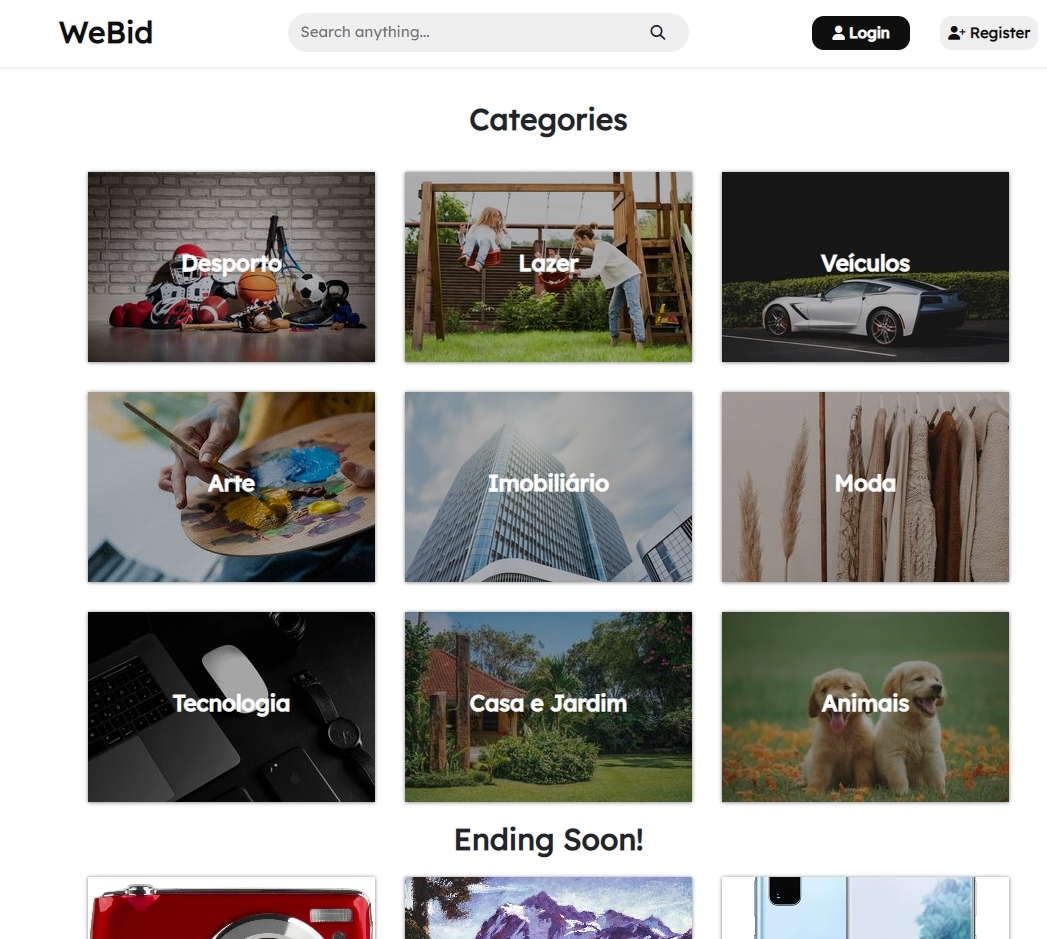 WeBid
Search anything...
Login
Register
Categories
Desporto
Lazer
Veículos
Arte
Imobiliário
Moda
Tecnologia
Casa e Jardim
Animais
Ending Soon!